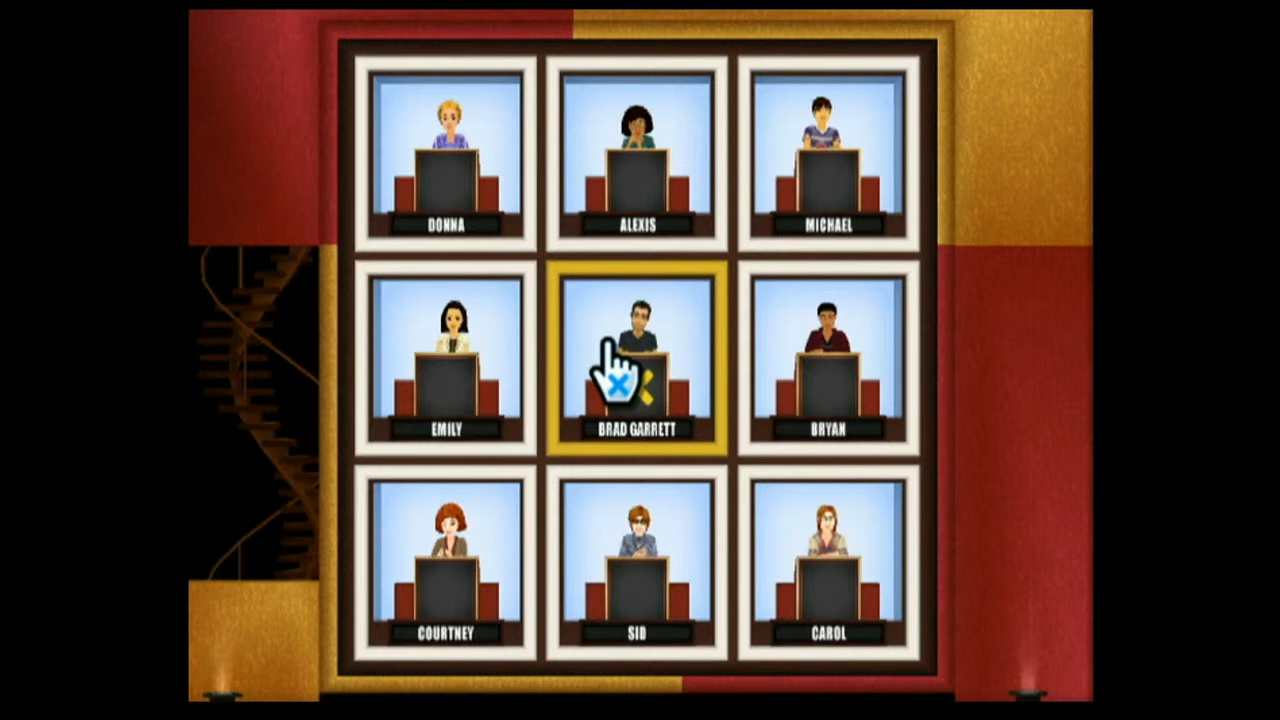 DONNA
ALEXIS
MICHAEL
EMILY
BRAD GARRETT
BRYAN
COURTNEY
SID
CAROL